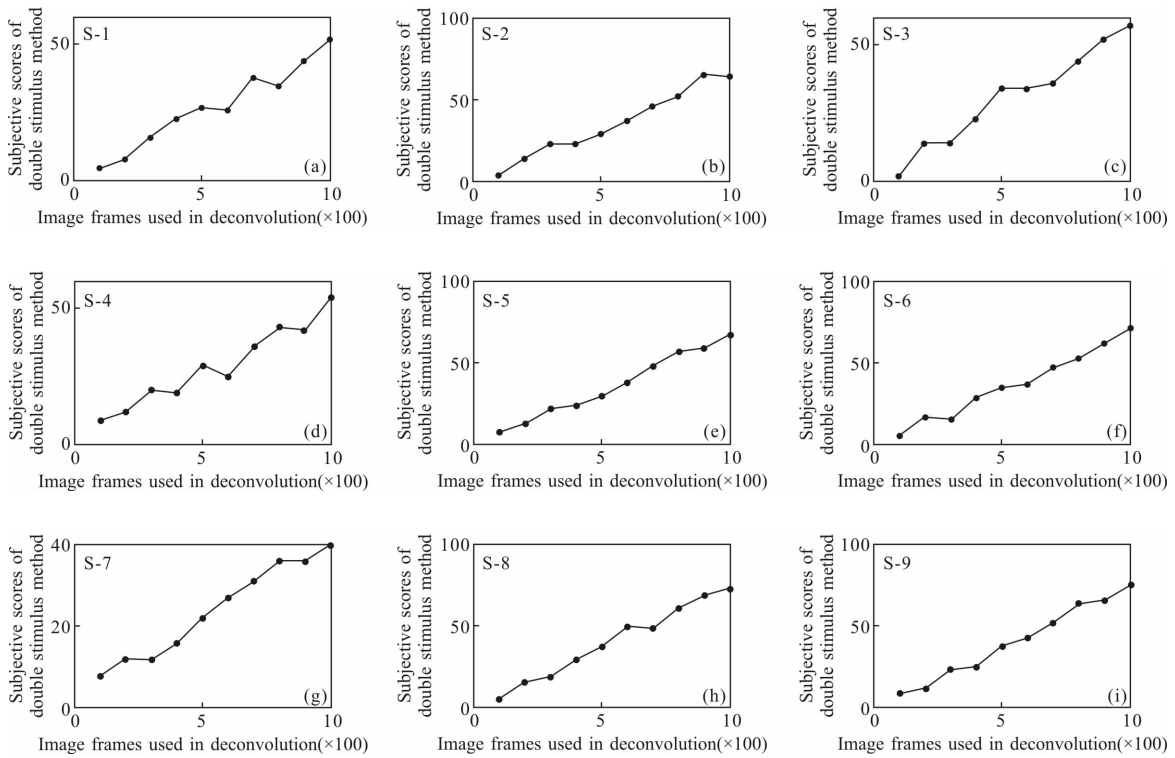 Subjective scores of
double stimulus method
50
0
S-1
(a)
0 5 10
Image frames used in deconvolution(×100)
Subjective scores of
double stimulus method
100
50
0
S-2
(b)
0 5 10
Image frames used in deconvolution(×100)
Subjective scores of
double stimulus method
50
0
S-3
(c)
0 5 10
Image frames used in deconvolution(×100)
Subjective scores of
double stimulus method
50
0
S-4
(d)
0 5 10
Image frames used in deconvolution(×100)
Subjective scores of
double stimulus method
100
50
0
S-5
(e)
0 5 10
Image frames used in deconvolution(×100)
Subjective scores of
double stimulus method
100
50
0
S-6
(f)
0 5 10
Image frames used in deconvolution(×100)
Subjective scores of
double stimulus method
40
20
0
S-7
(g)
0 5 10
Image frames used in deconvolution(×100)
Subjective scores of
double stimulus method
100
50
0
S-8
(h)
0 5 10
Image frames used in deconvolution(×100)
Subjective scores of
double stimulus method
100
50
0
S-9
(i)
0 5 10
Image frames used in deconvolution(×100)